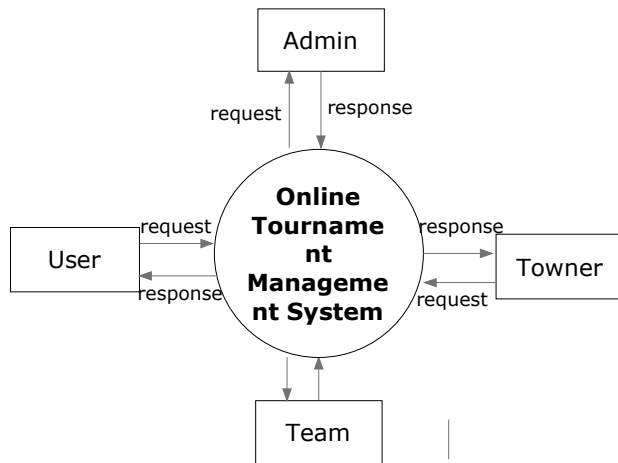 Admin
request
response
Online
Tourname
nt
Manageme
nt System
request
response
User
response
Towner
request
Team